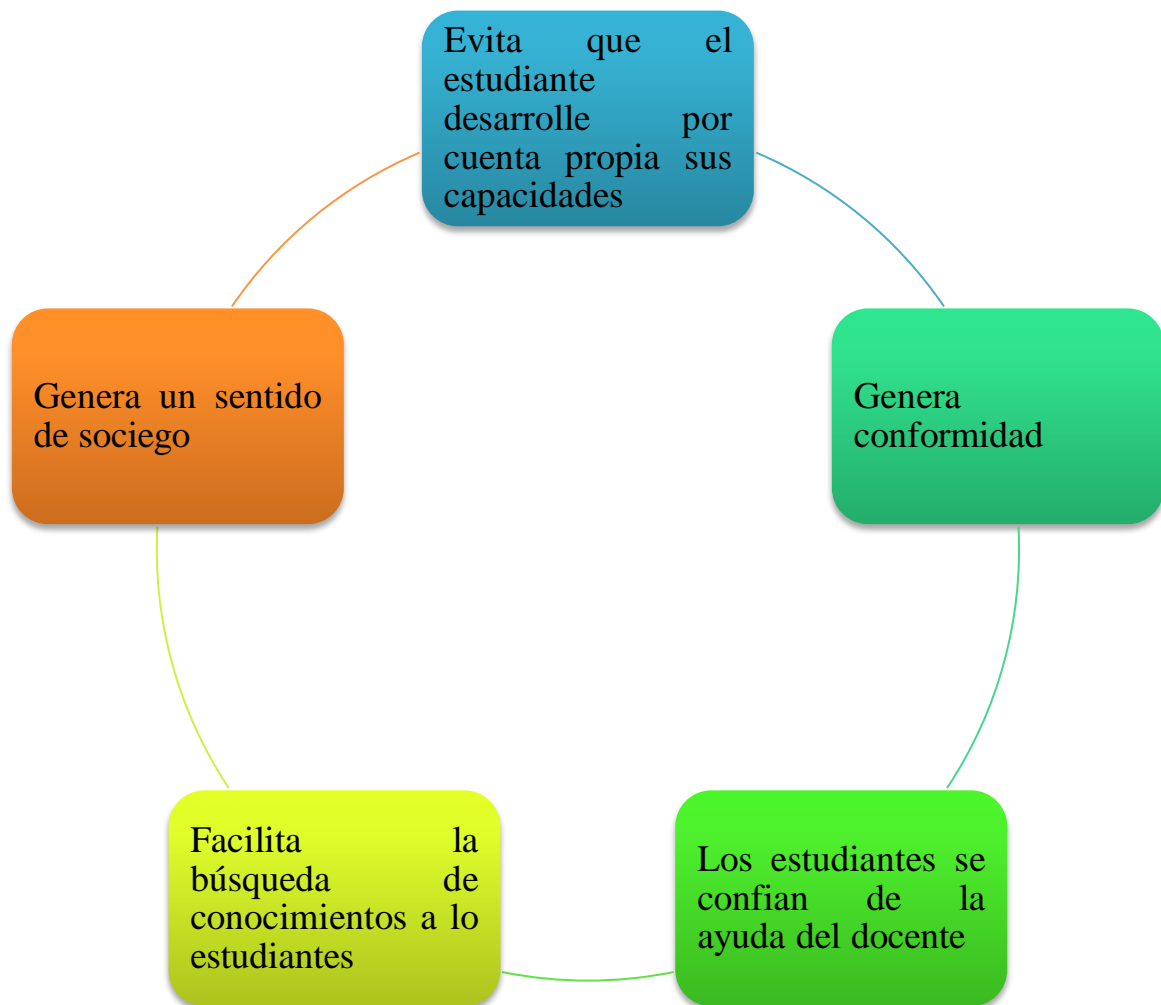 Evita que el
estudiante
desarrolle por
cuenta propia sus
capacidades
Genera
conformidad
Los estudiantes se
confian de la
ayuda del docente
Facilita la
búsqueda de
conocimientos a lo
estudiantes
Genera un sentido
de sociego